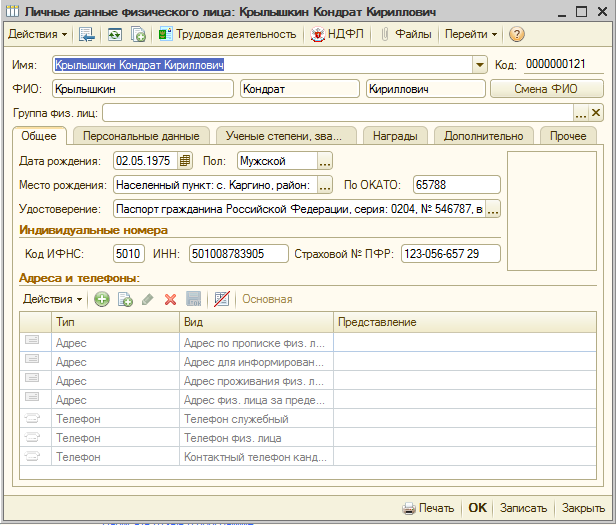 Личные данные физического лица: Крылышкин Кондрат Кириллович
Действия Трудовая деятельность НДФЛ Файлы Перейти ?
Имя: Крылышкин Кондрат Кириллович Код: 0000000121
ФИО: Крылышкин Кондрат Кириллович Смена ФИО
Группа физ. лиц: ... x
Общее Персональные данные Ученые степени, зва... Награды Дополнительно Прочее
Дата рождения: 02.05.1975 Пол: Мужской ...
Место рождения: Населенный пункт: с. Каргино, район: ... По ОКАТО: 65788
Удостоверение: Паспорт гражданина Российской Федерации, серия: 0204, № 546787, в ...
Индивидуальные номера
Код ИФНС: 5010 ИНН: 501008783905 Страховой № ПФР: 123-056-657 29
Адреса и телефоны:
Действия Основная
Тип Вид Представление
Адрес Адрес по прописке физ. л...
Адрес Адрес для информирован...
Адрес Адрес проживания физ. л...
Адрес Адрес физ. лица за преде...
Телефон Телефон служебный
Телефон Телефон физ. лица
Телефон Контактный телефон канд...
Печать OK Записать Закрыть